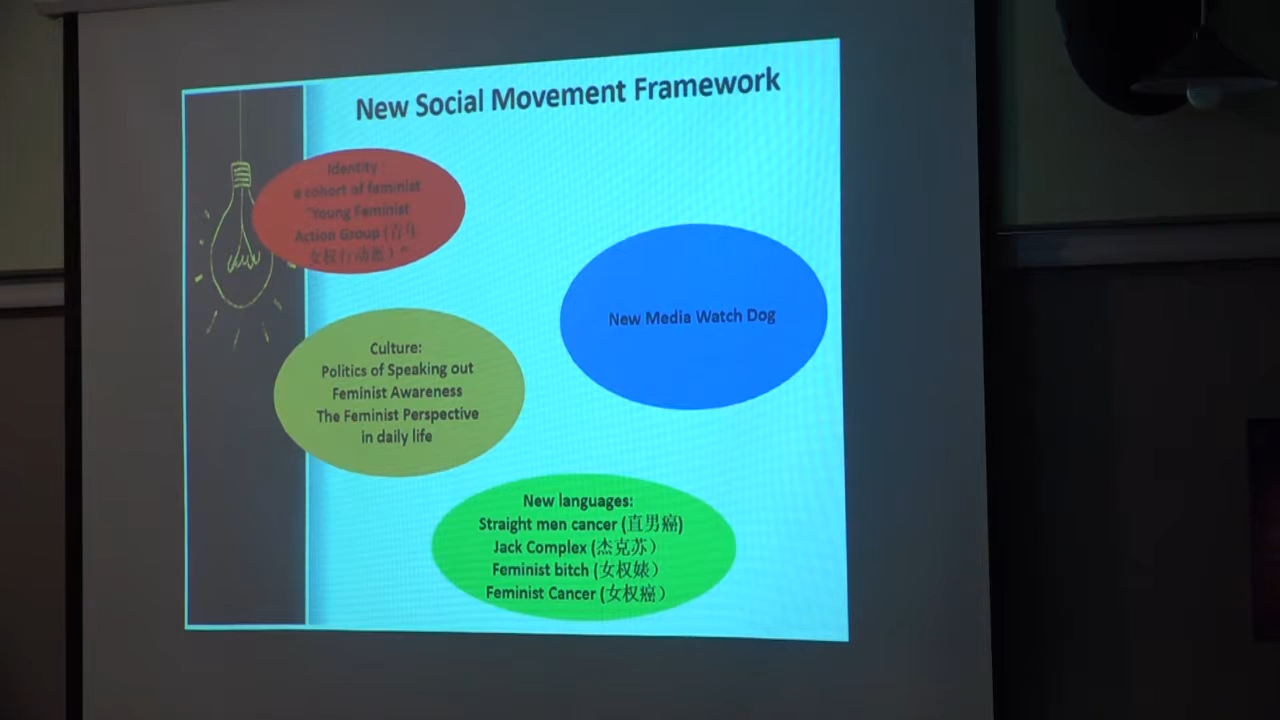 New Social Movement Framework
Identity :
a cohort of feminist
"Young Feminist
Action Group (青年
女权行动派) "
Culture:
Politics of Speaking out
Feminist Awareness
The Feminist Perspective
in daily life
New Media Watch Dog
New languages:
Straight men cancer (直男癌)
Jack Complex (杰克苏）
Feminist bitch (女权婊）
Feminist Cancer (女权癌）